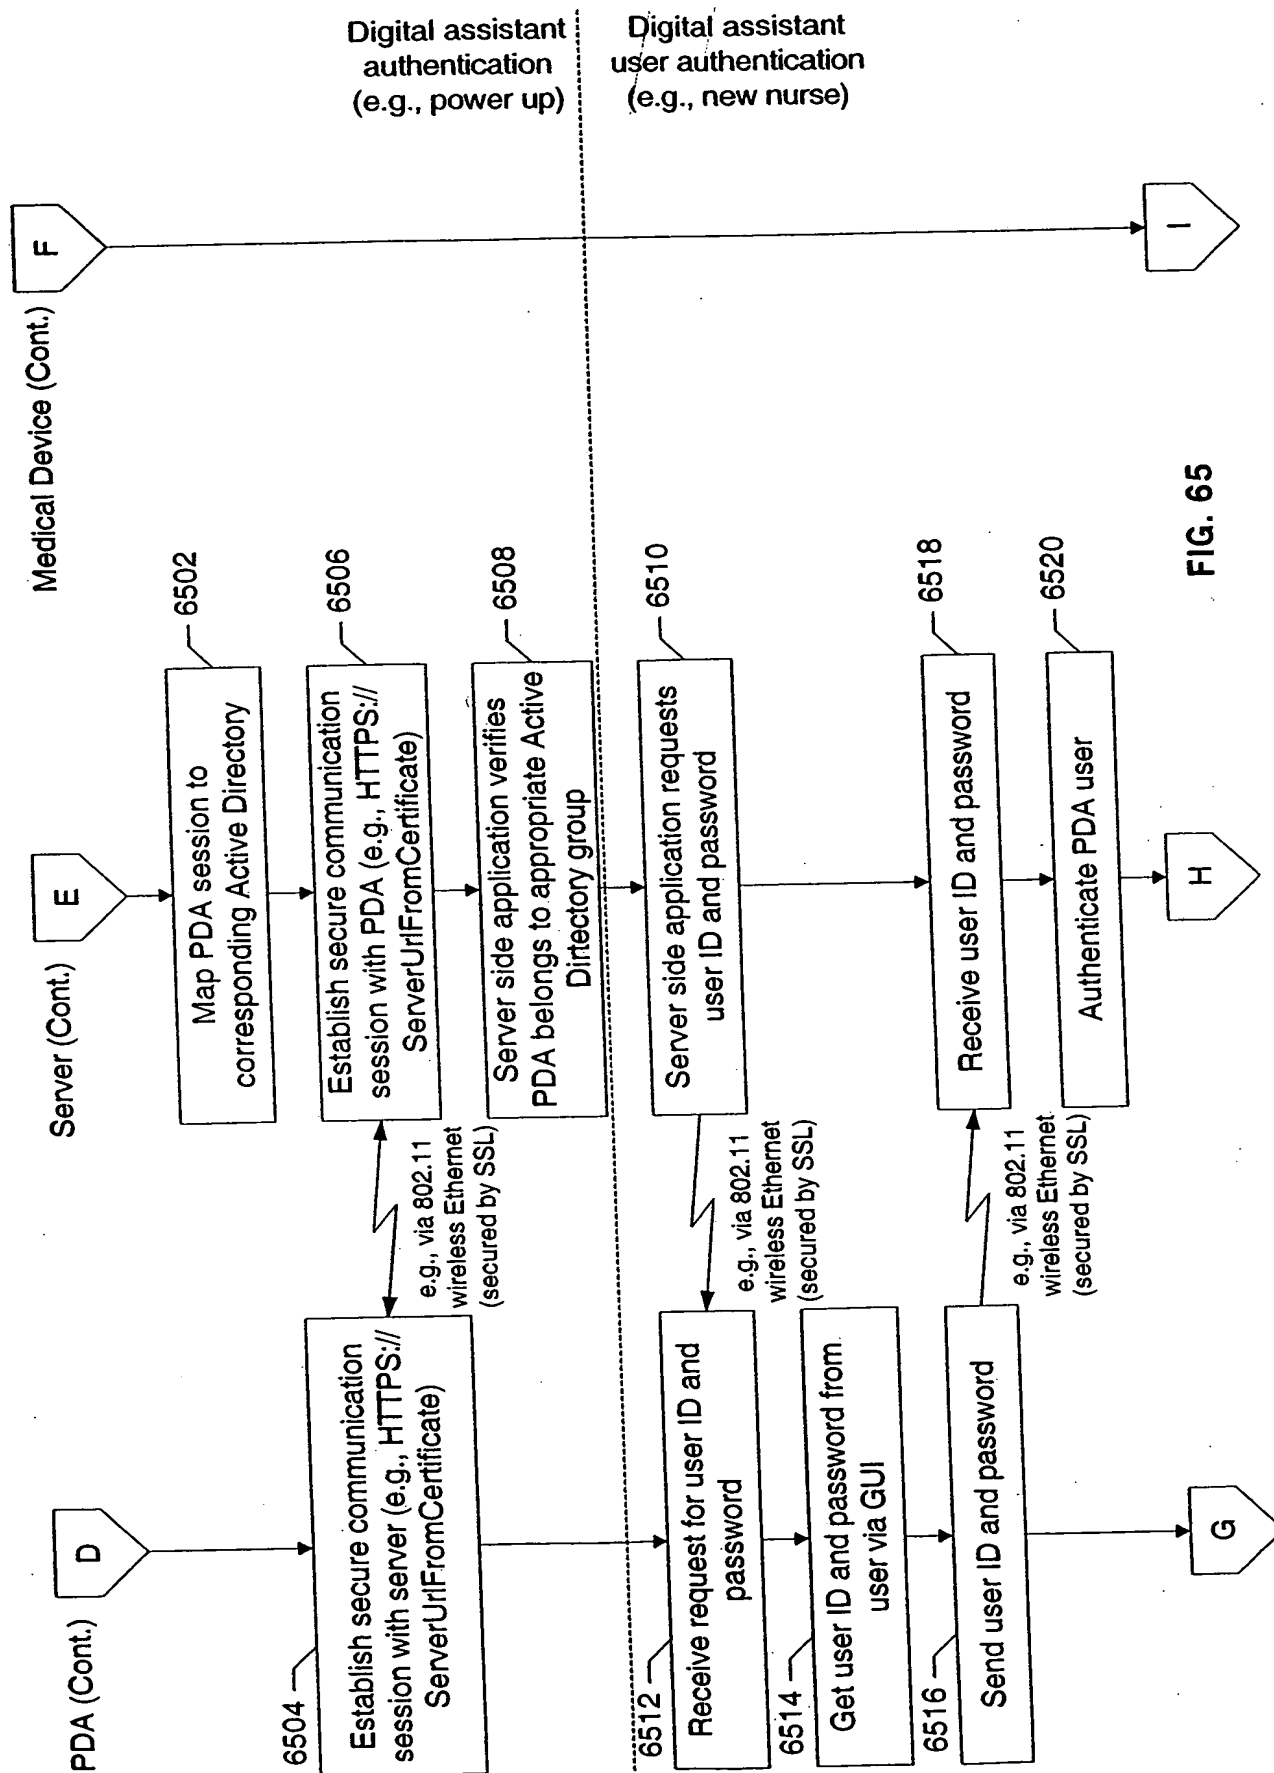 PDA (Cont.)
D
6504
Establish secure communication
session with server (e.g., HTTPS://
ServerUrlFromCertificate)
6512
Receive request for user ID and
password
6514
Get user ID and password from
user via GUI
6516
Send user ID and password
G
e.g., via 802.11
wireless Ethernet
(secured by SSL)
e.g., via 802.11
wireless Ethernet
(secured by SSL)
e.g., via 802.11
wireless Ethernet
(secured by SSL)
Server (Cont.)
E
Map PDA session to
corresponding Active Directory
6502
Establish secure communication
session with PDA (e.g., HTTPS://
ServerUrlFromCertificate)
6506
Server side application verifies
PDA belongs to appropriate Active
Dirtectory group
6508
Server side application requests
user ID and password
6510
Receive user ID and password
6518
Authenticate PDA user
6520
H
Medical Device (Cont.)
F
I
Digital assistant
authentication
(e.g., power up)
Digital assistant
user authentication
(e.g., new nurse)
FIG. 65